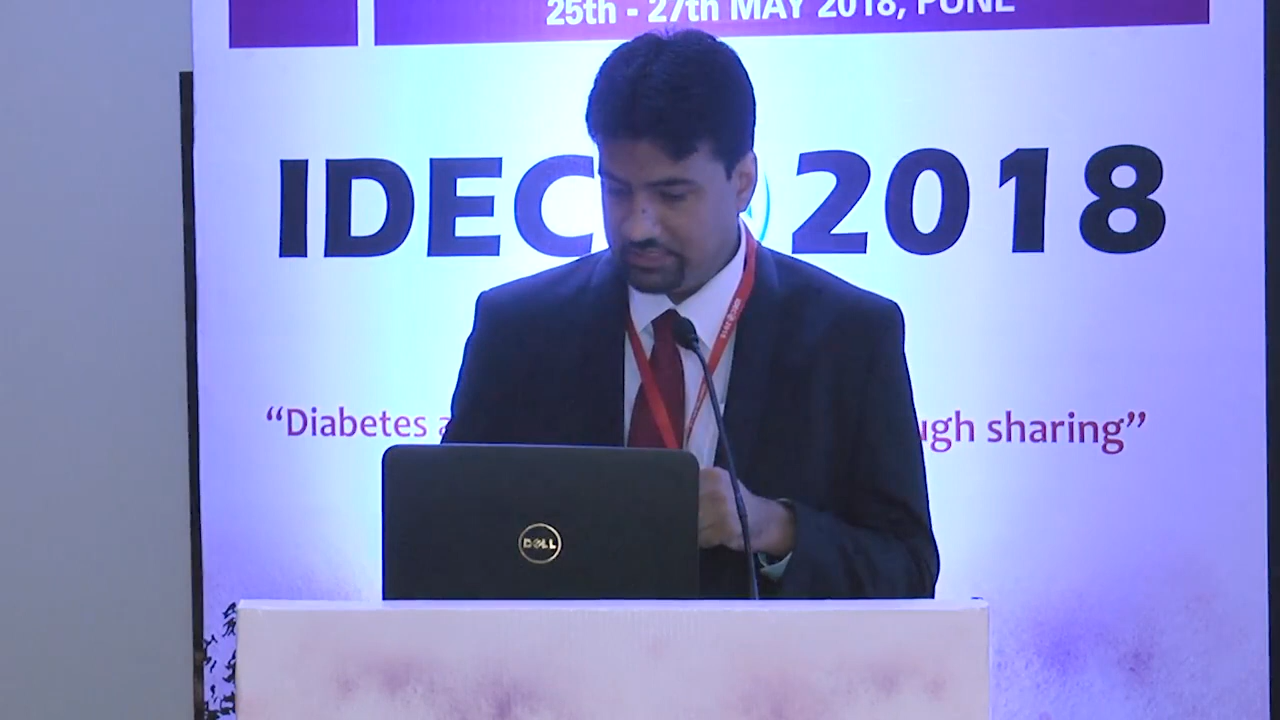 25th - 27th MAY 2018, PUNE
IDEC 2018
“Diabetes ugh sharing”
DELL